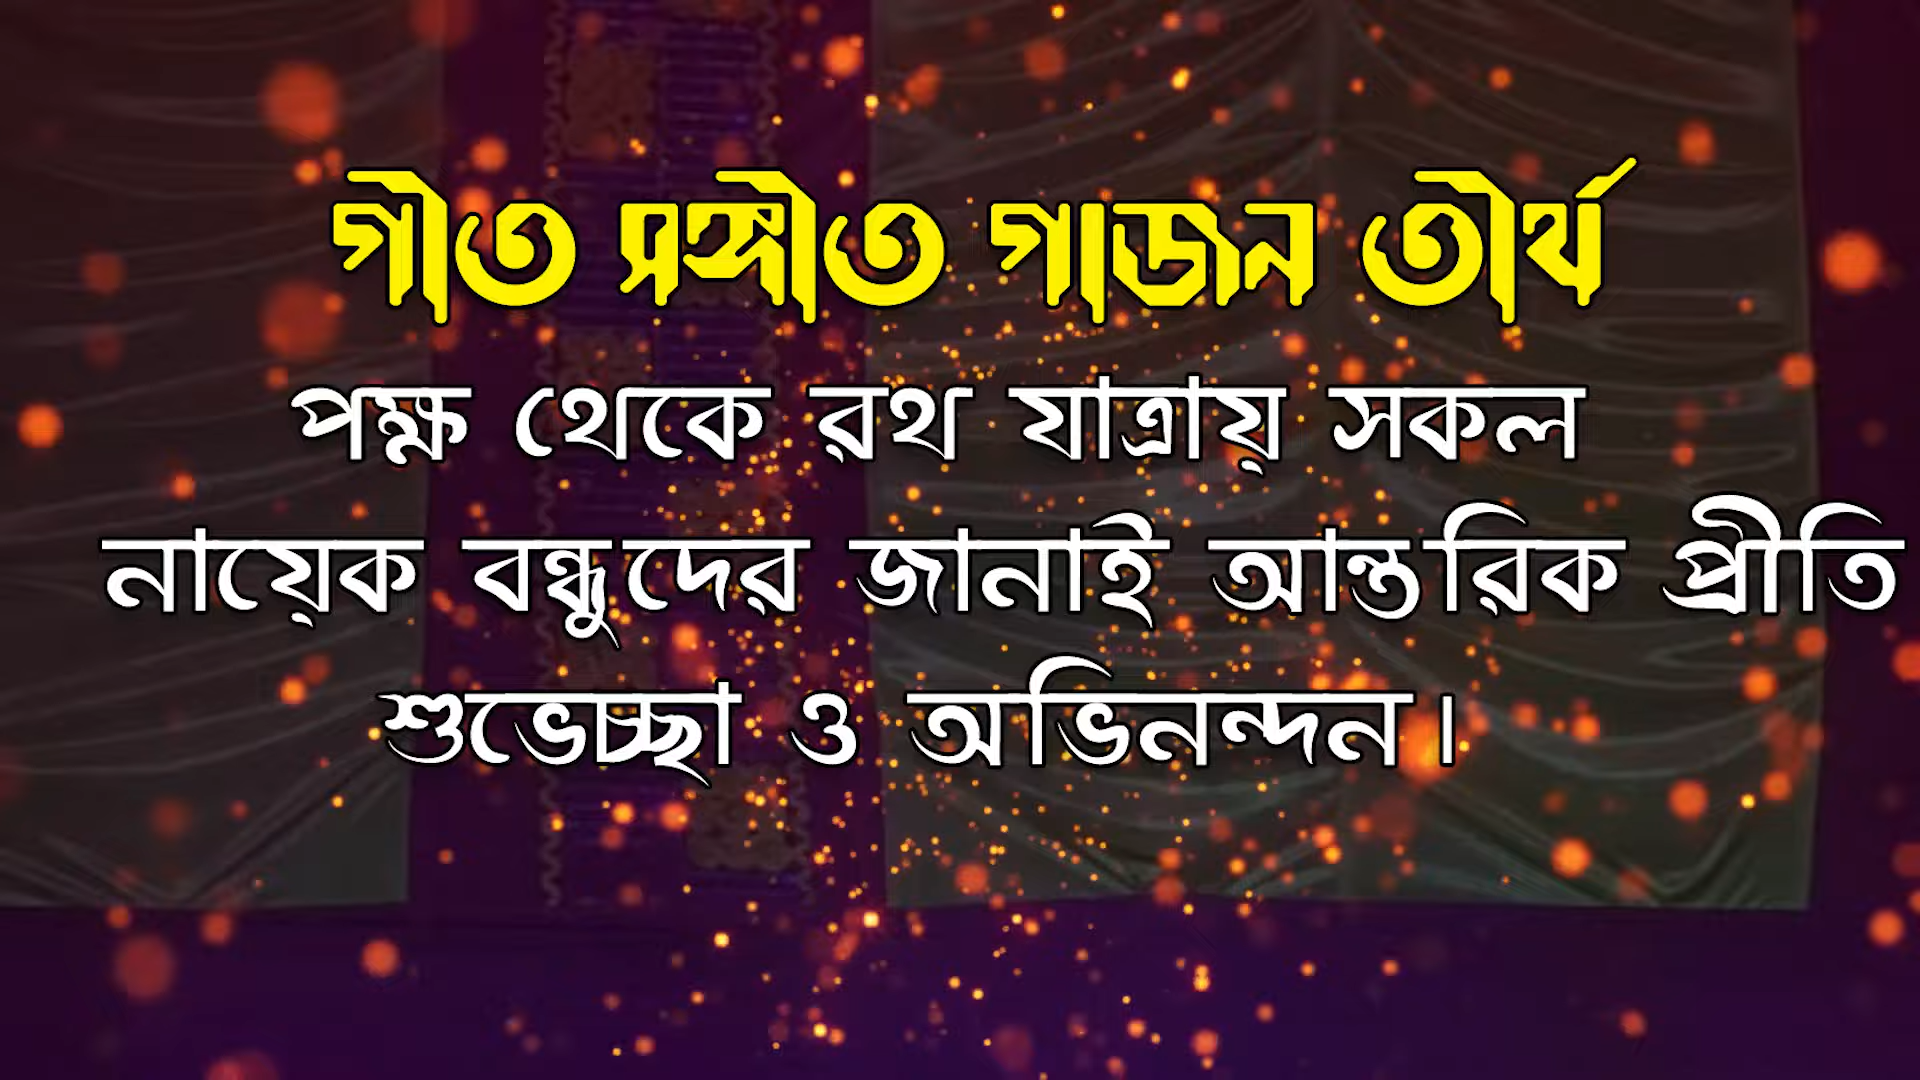 গীত সঙ্গীত গাজন তীর্থ
পক্ষ থেকে রথ যাত্রায় সকল
নায়েক বন্ধুদের জানাই আন্তরিক প্রীতি
শুভেচ্ছা ও অভিনন্দন।